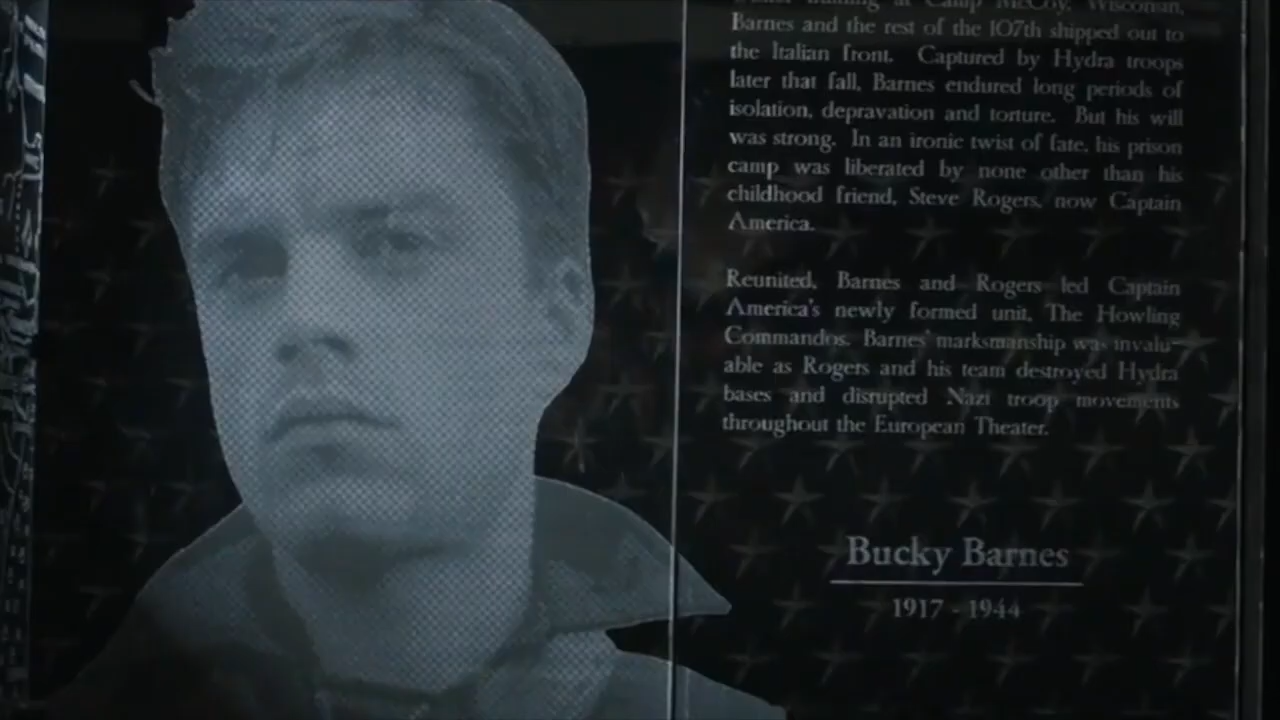 at Camp McCoy, Wisconsin,
Barnes and the rest of the 107th shipped out to
the Italian front. Captured by Hydra troops
later that fall, Barnes endured long periods of
isolation, depravation and torture. But his will
was strong. In an ironic twist of fate, his prison
camp was liberated by none other than his
childhood friend, Steve Rogers, now Captain
America.
Reunited, Barnes and Rogers led Captain
America's newly formed unit, The Howling
Commandos. Barnes' marksmanship was invalu-
able as Rogers and his team destroyed Hydra
bases and disrupted Nazi troop movements
throughout the European Theater.
Bucky Barnes
1917 - 1944